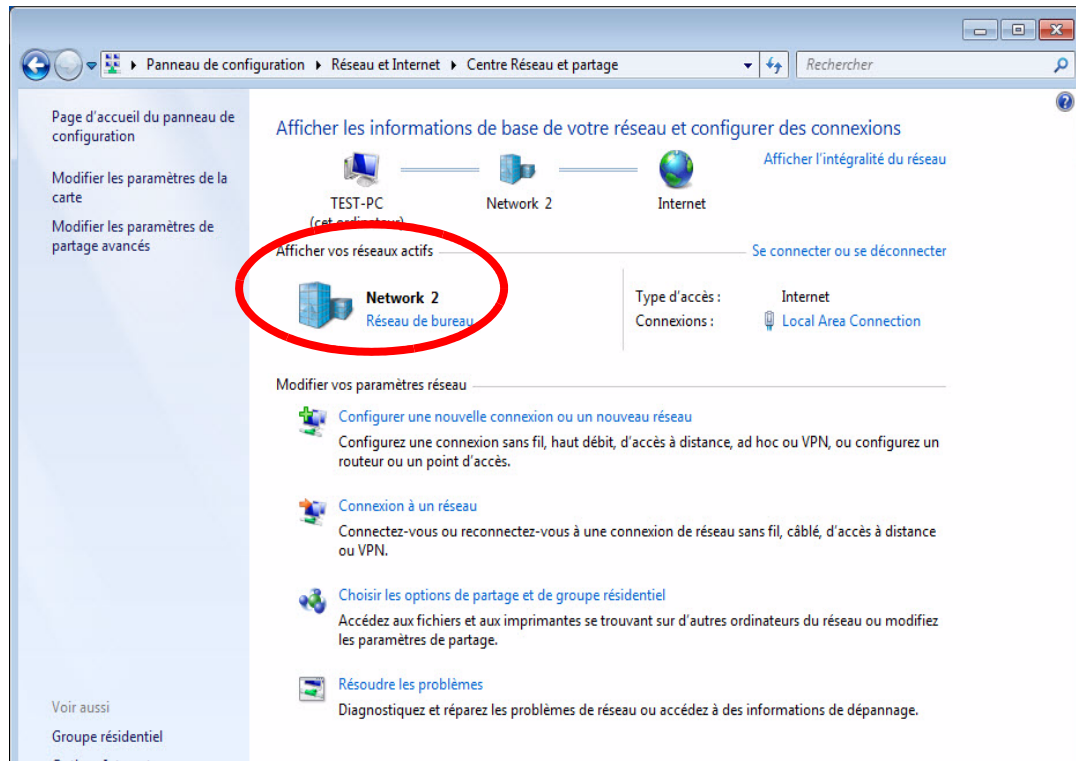 Panneau de configuration Réseau et Internet Centre Réseau et partage
Rechercher
Page d'accueil du panneau de
configuration
Modifier les paramètres de la
carte
Modifier les paramètres de
partage avancés
Voir aussi
Groupe résidentiel
Afficher les informations de base de votre réseau et configurer des connexions
Afficher l'intégralité du réseau
TEST-PC
(cet ordinateur)
Network 2
Internet
Afficher vos réseaux actifs
Se connecter ou se déconnecter
Network 2
Réseau de bureau
Type d'accès : Internet
Connexions : Local Area Connection
Modifier vos paramètres réseau
Configurer une nouvelle connexion ou un nouveau réseau
Configurez une connexion sans fil, haut débit, d'accès à distance, ad hoc ou VPN, ou configurez un
routeur ou un point d'accès.
Connexion à un réseau
Connectez-vous ou reconnectez-vous à une connexion de réseau sans fil, câblé, d'accès à distance
ou VPN.
Choisir les options de partage et de groupe résidentiel
Accédez aux fichiers et aux imprimantes se trouvant sur d'autres ordinateurs du réseau ou modifiez
les paramètres de partage.
Résoudre les problèmes
Diagnostiquez et réparez les problèmes de réseau ou accédez à des informations de dépannage.